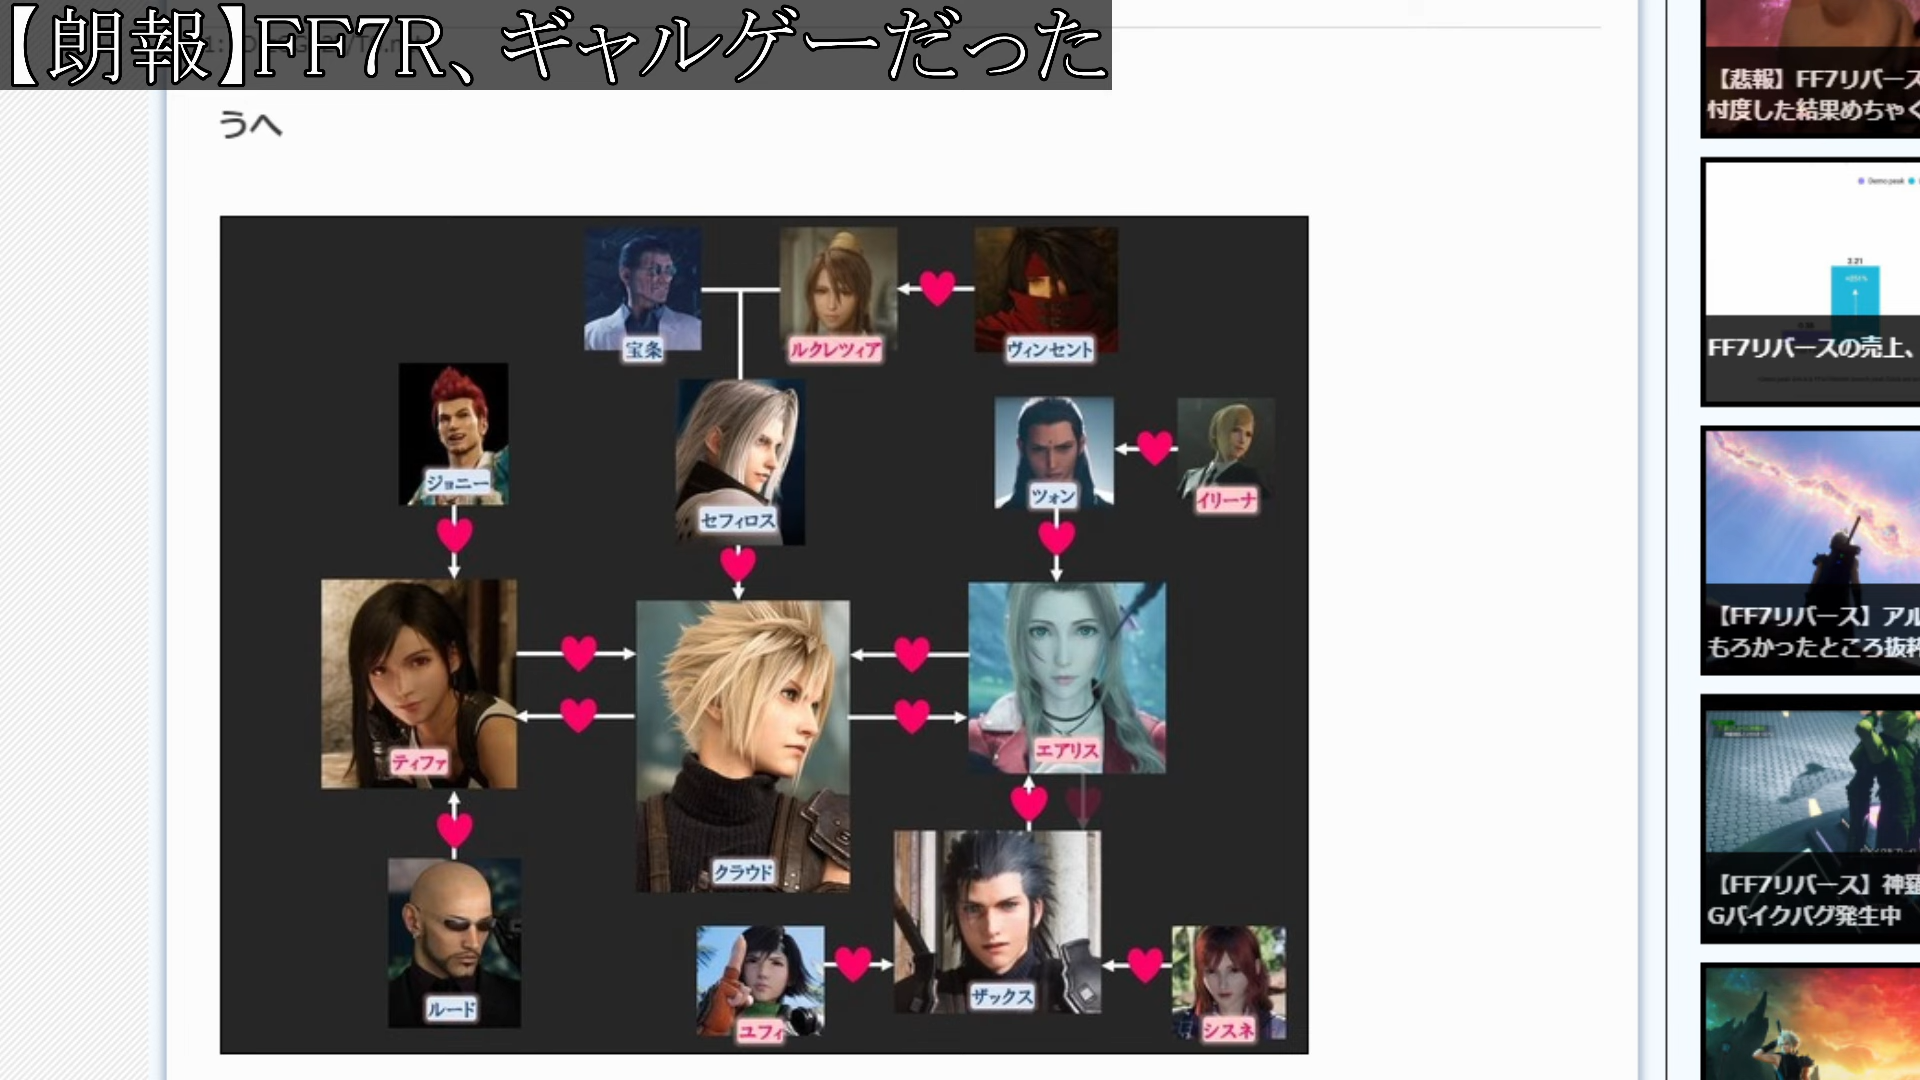 【朗報】FF7R、ギャルゲーだった
うへ
宝条
ルクレツィア
ヴィンセント
ジョニー
セフィロス
ツォン
イリーナ
ティファ
エアリス
クラウド
ルード
ユフィ
ザックス
シスネ
【悲報】FF7リバース
忖度した結果めちゃく
Demo peak
3.21
FF7リバースの売上、
【FF7リバース】アル
もろかったところ抜粋
【FF7リバース】神羅
Gバイクバグ発生中